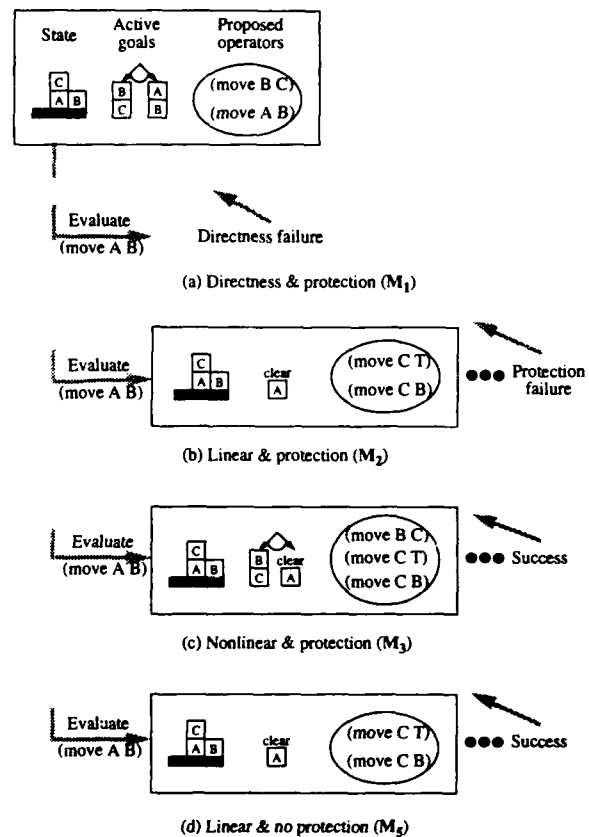 State Active goals Proposed operators
C
A B
B A
C B
(move B C)
(move A B)
Evaluate
(move A B)
Directness failure
(a) Directness & protection (M1)
Evaluate
(move A B)
C
A B
clear
A
(move C T)
(move C B)
Protection failure
(b) Linear & protection (M2)
Evaluate
(move A B)
C
A B
B
C
clear
A
(move B C)
(move C T)
(move C B)
Success
(c) Nonlinear & protection (M3)
Evaluate
(move A B)
C
A B
clear
A
(move C T)
(move C B)
Success
(d) Linear & no protection (M5)